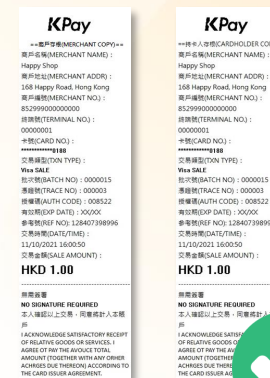 KPay
==商戶存根(MERCHANT COPY)==
商戶名稱(MERCHANT NAME)：
Happy Shop
商戶地址(MERCHANT ADDR)：
168 Happy Road, Hong Kong
商戶編號(MERCHANT NO.)：
852999000000000
終端號(TERMINAL NO.)：
00000001
卡號(CARD NO.)：
************0188
交易類型(TXN TYPE)：
Visa SALE
批次號(BATCH NO)：0000015
憑證號(TRACE NO)：000003
授權碼(AUTH CODE)：008522
有效期(EXP DATE)：XX/XX
參考號(REF NO): 128407398996
交易時間(DATE/TIME)：
11/10/2021 16:00:50
交易金額(SALE AMOUNT)：
HKD 1.00
無需簽署
NO SIGNATURE REQUIRED
本人確認以上交易，同意將計入本賬
戶
I ACKNOWLEDGE SATISFACTORY RECEIPT
OF RELATIVE GOODS OR SERVICES. I
AGREE OT PAY THE AVOUCE TOTAL
AMOUNT (TOGETHER WITH ANY ORHER
ACHRGES DUE THEREON) ACCORDING TO
THE CARD ISSUER AGREEMENT.
KPay
==持卡人存根(CARDHOLDER CO
商戶名稱(MERCHANT NAME)：
Happy Shop
商戶地址(MERCHANT ADDR)：
168 Happy Road, Hong Kong
商戶編號(MERCHANT NO.)：
852999000000000
終端號(TERMINAL NO.)：
00000001
卡號(CARD NO.)：
************0188
交易類型(TXN TYPE)：
Visa SALE
批次號(BATCH NO)：0000015
憑證號(TRACE NO)：000003
授權碼(AUTH CODE)：008522
有效期(EXP DATE)：XX/XX
參考號(REF NO): 12840739899
交易時間(DATE/TIME)：
11/10/2021 16:00:50
交易金額(SALE AMOUNT)：
HKD 1.00
無需簽署
NO SIGNATURE REQUIRED
本人確認以上交易，同意將計入
戶
I ACKNOWLEDGE SATISF
OF RELATIVE GOODS
AGREE OT PAY THE AV
AMOUNT (TOGETHER
ACHRGES DUE THERE
THE CARD ISSUER AG